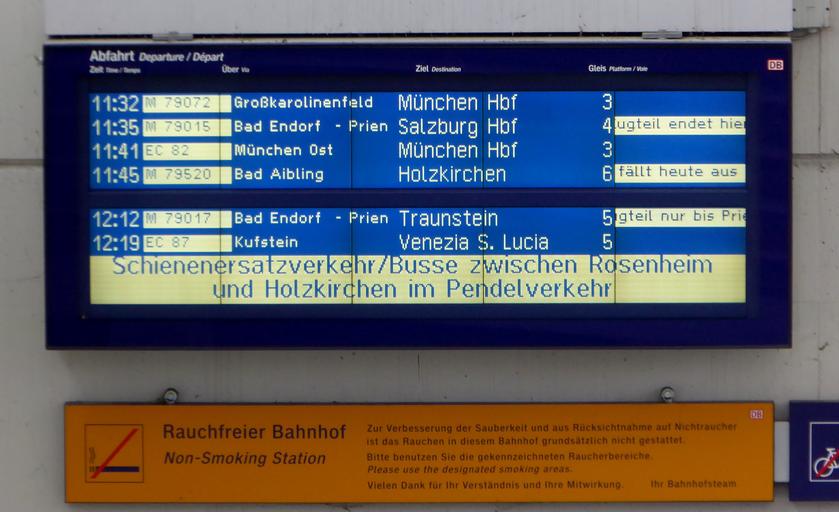 Abfahrt Departure / Départ
Zeit Time / Temps Über Via Ziel Destination Gleis Platform / Voie DB
11:32 M 79072 Großkarolinenfeld München Hbf 3
11:35 M 79015 Bad Endorf - Prien Salzburg Hbf 4 ugteil endet hier
11:41 EC 82 München Ost München Hbf 3
11:45 M 79520 Bad Aibling Holzkirchen 6 fällt heute aus
12:12 M 79017 Bad Endorf - Prien Traunstein 5 gteil nur bis Prie
12:19 EC 87 Kufstein Venezia S. Lucia 5
Schienenersatzverkehr/Busse zwischen Rosenheim
und Holzkirchen im Pendelverkehr
DB
Rauchfreier Bahnhof
Non-Smoking Station
Zur Verbesserung der Sauberkeit und aus Rücksichtnahme auf Nichtraucher
ist das Rauchen in diesem Bahnhof grundsätzlich nicht gestattet.
Bitte benutzen Sie die gekennzeichneten Raucherbereiche.
Please use the designated smoking areas.
Vielen Dank für Ihr Verständnis und Ihre Mitwirkung. Ihr Bahnhofsteam